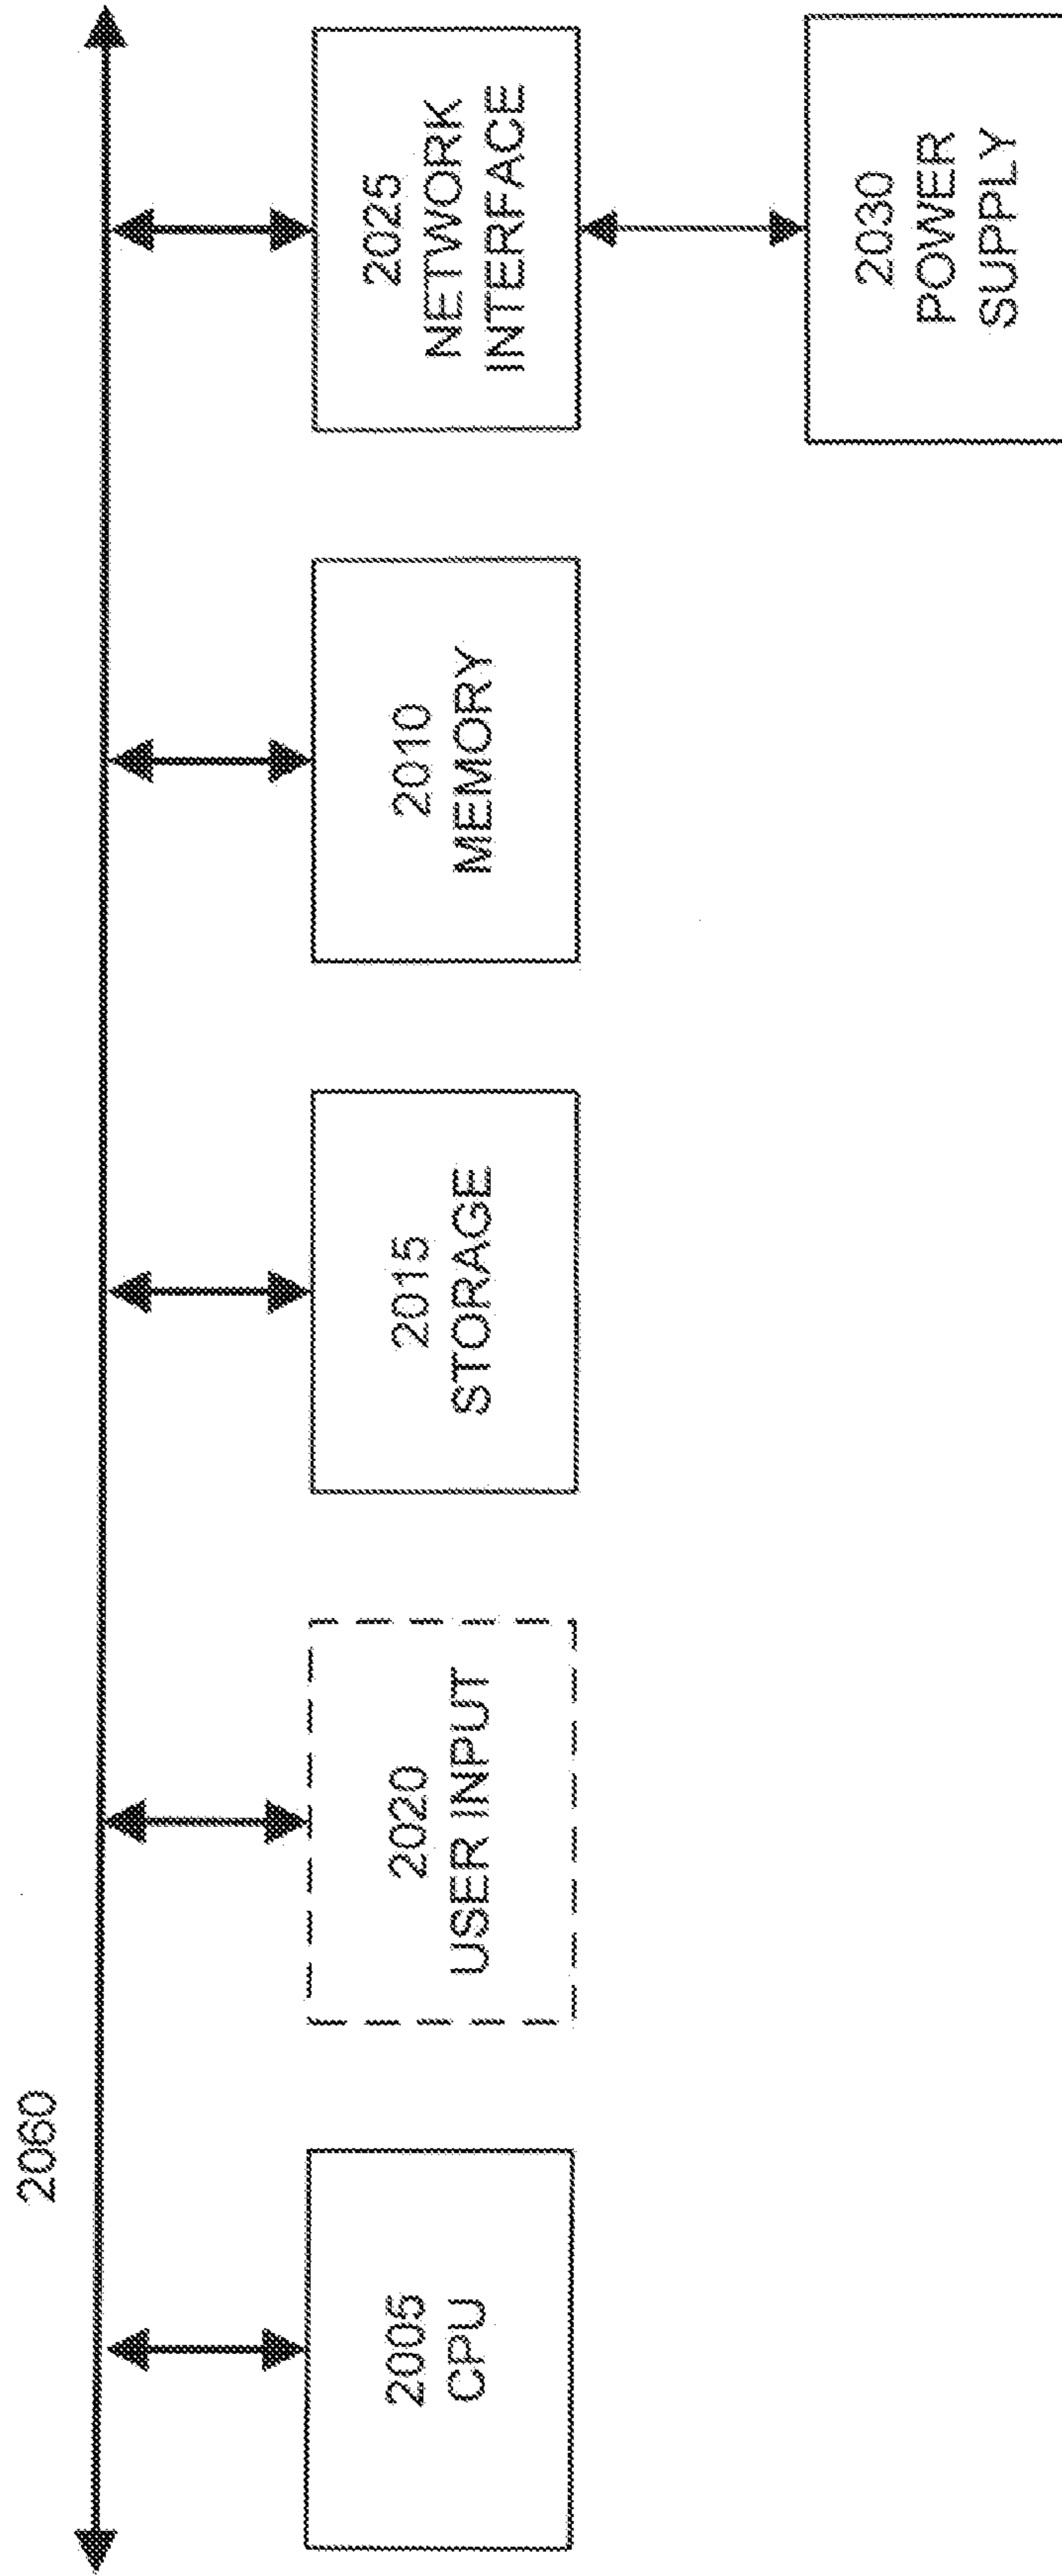 2060
2005
CPU
2020
USER INPUT
2015
STORAGE
2010
MEMORY
2025
NETWORK
INTERFACE
2030
POWER
SUPPLY